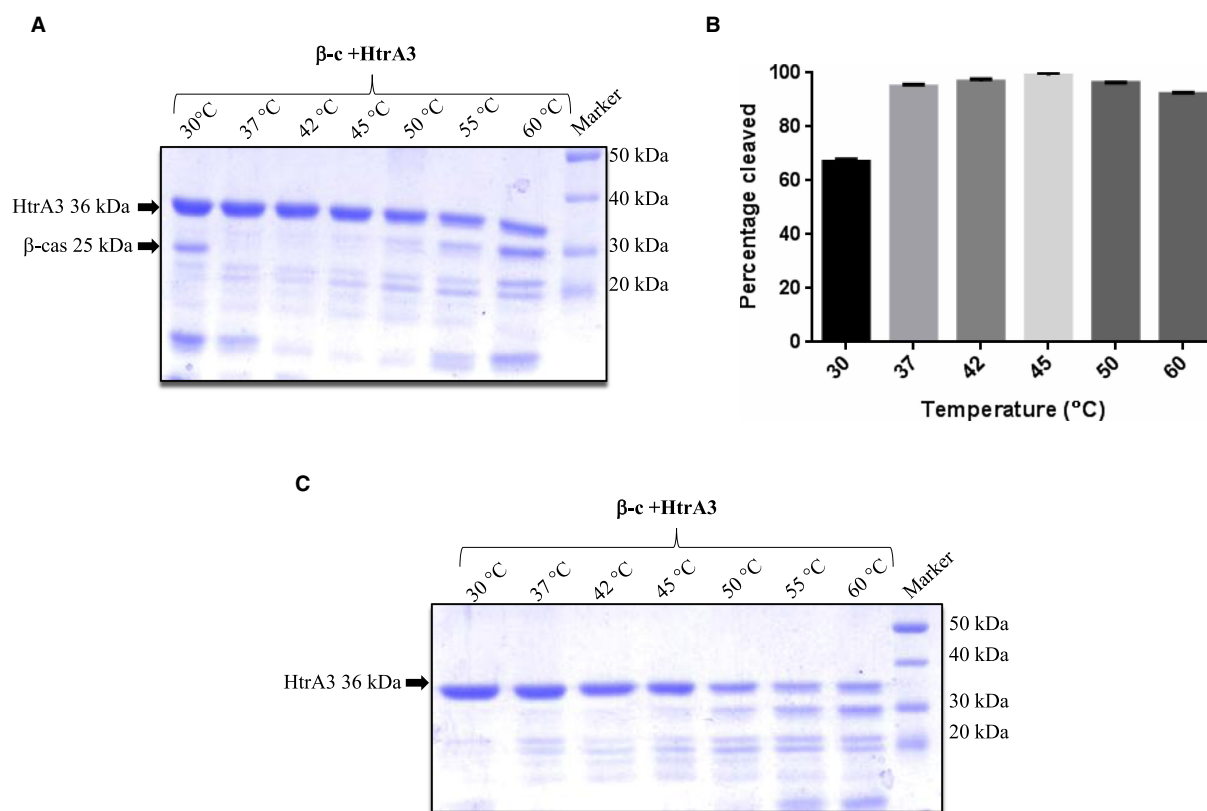 A
β-c +HtrA3
30 °C 37 °C 42 °C 45 °C 50 °C 55 °C 60 °C Marker
50 kDa
HtrA3 36 kDa 40 kDa
β-cas 25 kDa 30 kDa
20 kDa
B
Percentage cleaved
100
80
60
40
20
0
30 37 42 45 50 60
Temperature (°C)
C
β-c +HtrA3
30 °C 37 °C 42 °C 45 °C 50 °C 55 °C 60 °C Marker
50 kDa
40 kDa
HtrA3 36 kDa
30 kDa
20 kDa